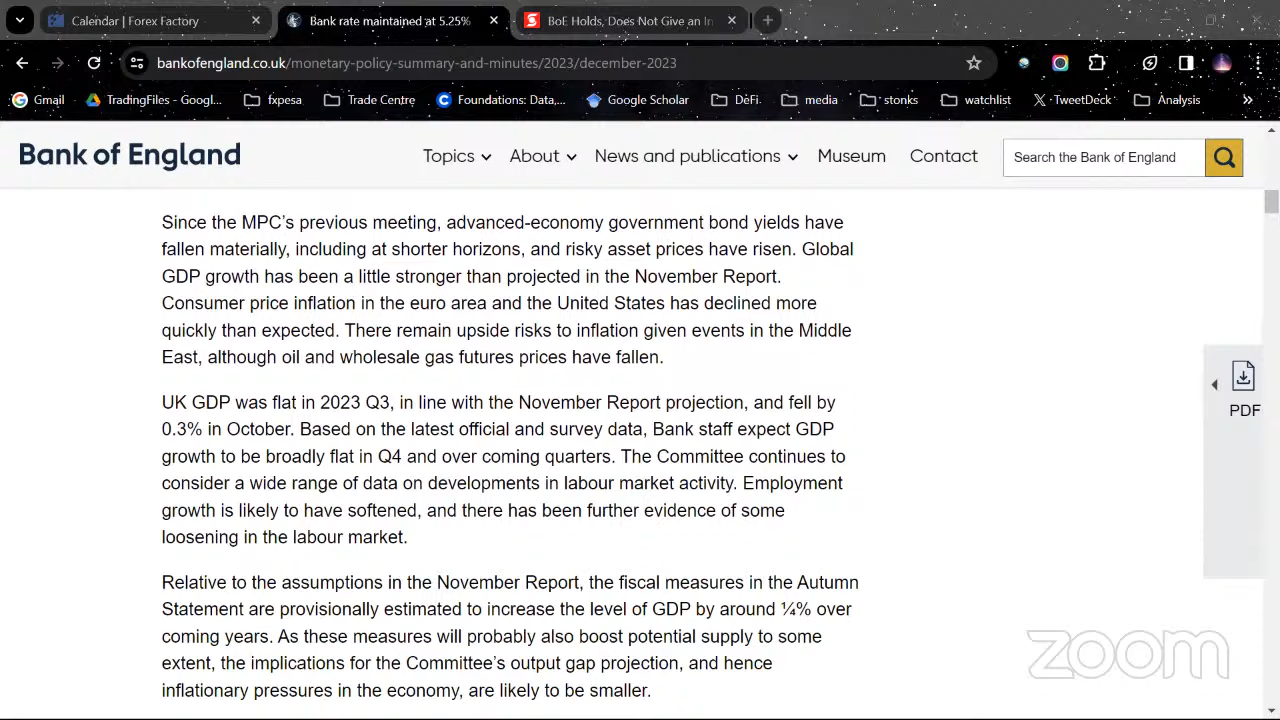 Calendar | Forex Factory
Bank rate maintained at 5.25%
BoE Holds, Does Not Give an In
bankofengland.co.uk/monetary-policy-summary-and-minutes/2023/december-2023
Gmail
TradingFiles - Googl...
fxpesa
Trade Centre
Foundations: Data,...
Google Scholar
DeFi
media
stonks
watchlist
TweetDeck
Analysis
Bank of England
Topics
About
News and publications
Museum
Contact
Search the Bank of England
Since the MPC’s previous meeting, advanced-economy government bond yields have
fallen materially, including at shorter horizons, and risky asset prices have risen. Global
GDP growth has been a little stronger than projected in the November Report.
Consumer price inflation in the euro area and the United States has declined more
quickly than expected. There remain upside risks to inflation given events in the Middle
East, although oil and wholesale gas futures prices have fallen.
PDF
UK GDP was flat in 2023 Q3, in line with the November Report projection, and fell by
0.3% in October. Based on the latest official and survey data, Bank staff expect GDP
growth to be broadly flat in Q4 and over coming quarters. The Committee continues to
consider a wide range of data on developments in labour market activity. Employment
growth is likely to have softened, and there has been further evidence of some
loosening in the labour market.
Relative to the assumptions in the November Report, the fiscal measures in the Autumn
Statement are provisionally estimated to increase the level of GDP by around ¼% over
coming years. As these measures will probably also boost potential supply to some
extent, the implications for the Committee’s output gap projection, and hence
inflationary pressures in the economy, are likely to be smaller.
zoom